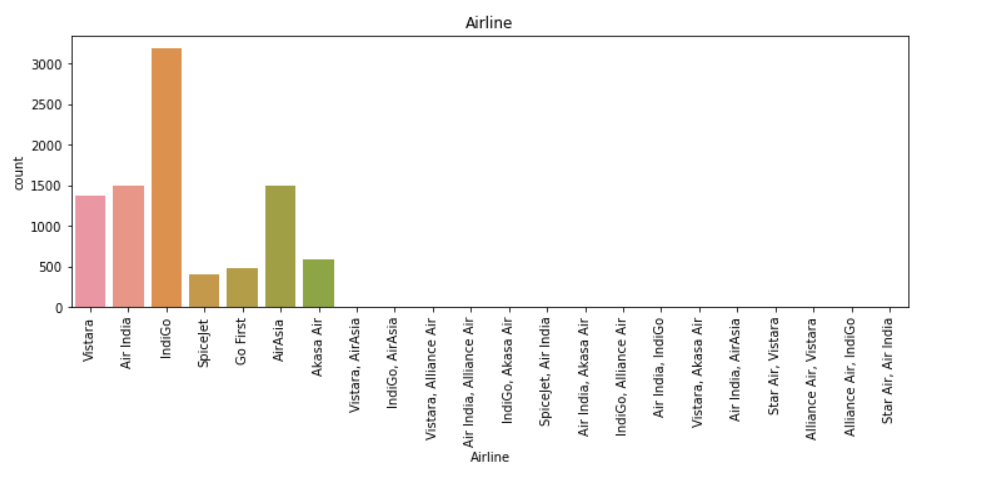 Airline
3000
2500
2000
1500
1000
500
0
count
Vistara
Air India
IndiGo
SpiceJet
Go First
AirAsia
Akasa Air
Vistara, AirAsia
IndiGo, AirAsia
Vistara, Alliance Air
Air India, Alliance Air
IndiGo, Akasa Air
SpiceJet, Air India
Air India, Akasa Air
IndiGo, Alliance Air
Air India, IndiGo
Vistara, Akasa Air
Air India, AirAsia
Star Air, Vistara
Alliance Air, Vistara
Alliance Air, IndiGo
Star Air, Air India
Airline